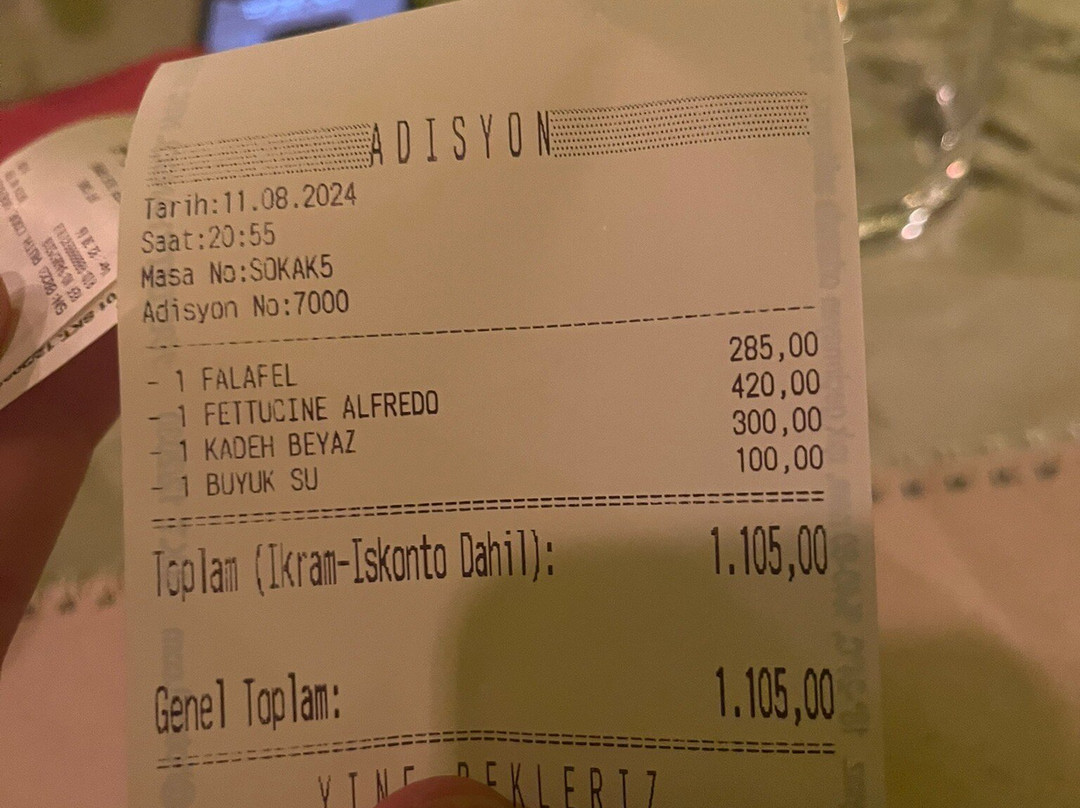 ADISYON
Tarih:11.08.2024
Saat:20:55
Masa No:SOKAK5
Adisyon No:7000
- 1 FALAFEL 285,00
- 1 FETTUCINE ALFREDO 420,00
- 1 KADEH BEYAZ 300,00
- 1 BUYUK SU 100,00
Toplam (Ikram-Iskonto Dahil): 1.105,00
Genel Toplam: 1.105,00
YINE BEKLERIZ